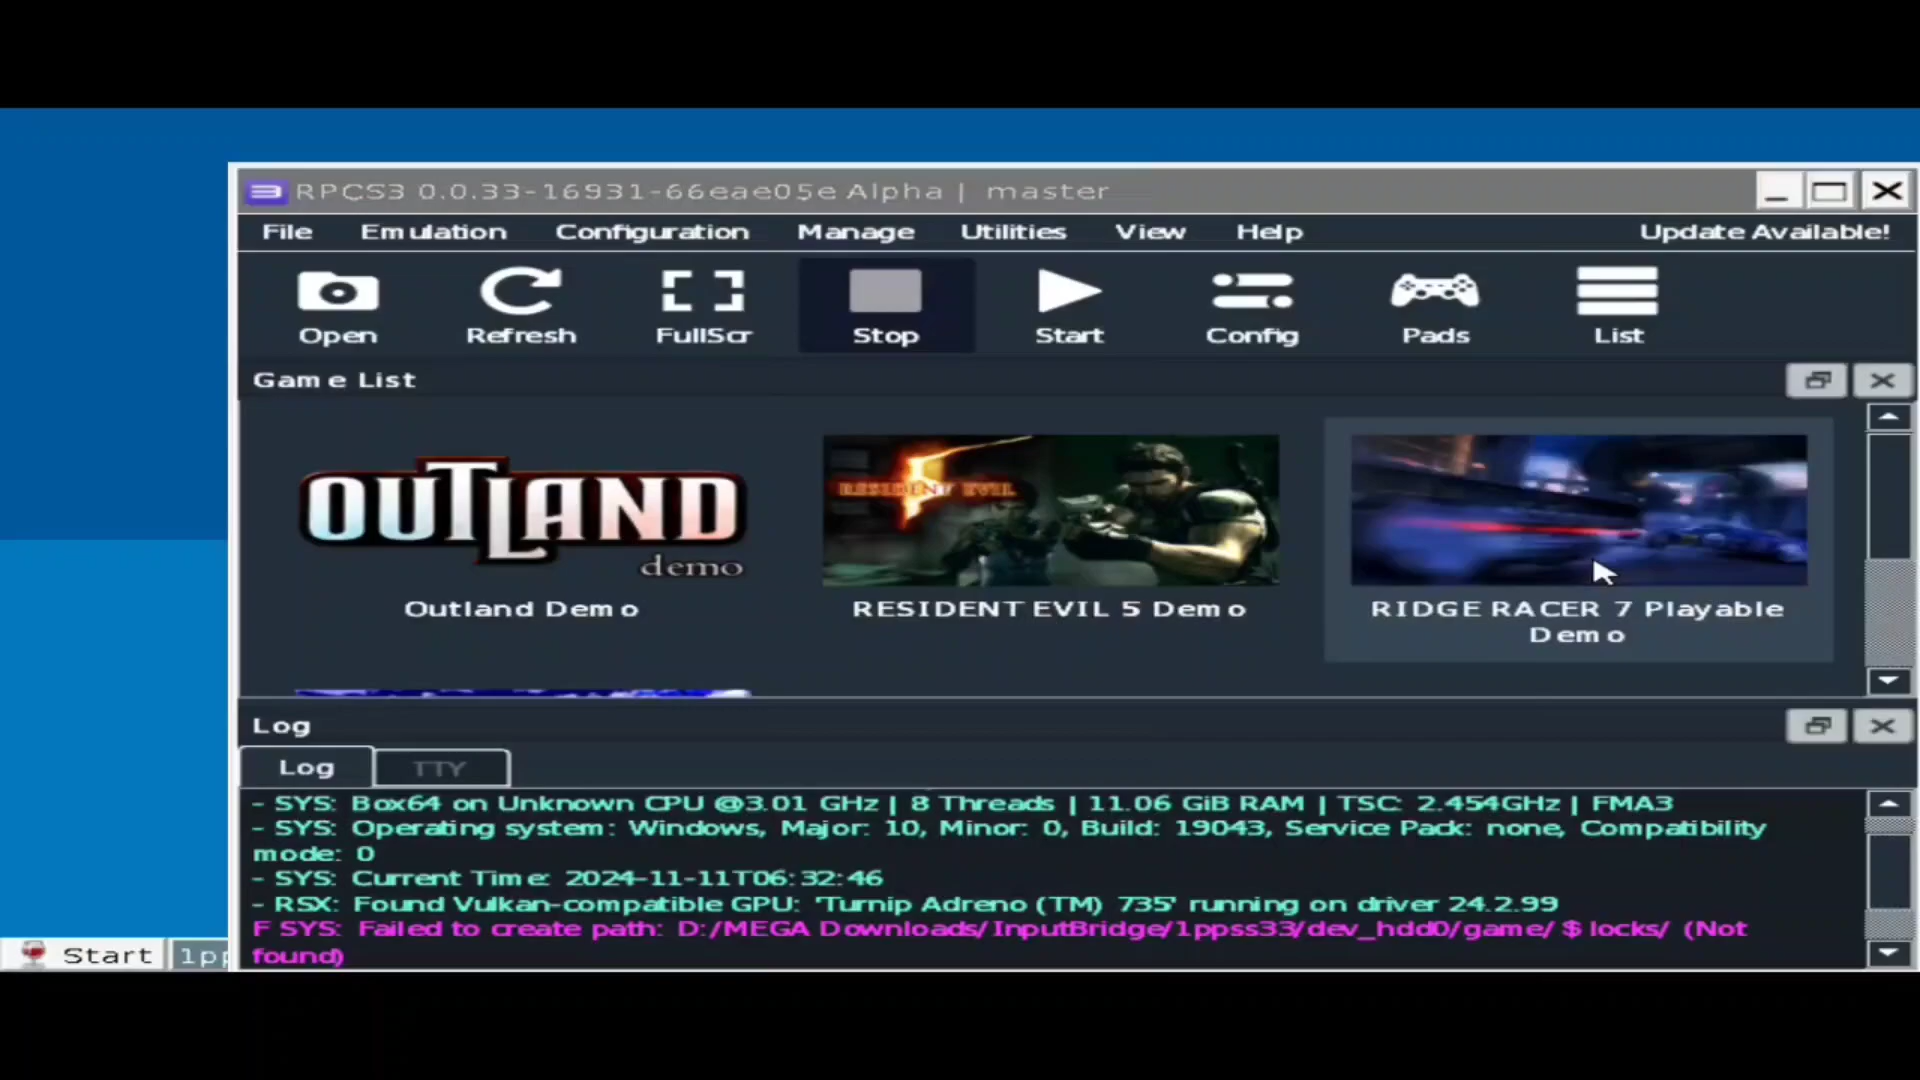 RPCS3 0.0.33-16931-66eae05e Alpha | master
File Emulation Configuration Manage Utilities View Help Update Available!
Open Refresh FullScr Stop Start Config Pads List
Game List
OUTLAND
demo
RESIDENT EVIL
5
Outland Demo
RESIDENT EVIL 5 Demo
RIDGE RACER 7 Playable
Demo
Log
Log TTY
- SYS: Box64 on Unknown CPU @3.01 GHz | 8 Threads | 11.06 GiB RAM | TSC: 2.454GHz | FMA3
- SYS: Operating system: Windows, Major: 10, Minor: 0, Build: 19043, Service Pack: none, Compatibility
mode: 0
- SYS: Current Time: 2024-11-11T06:32:46
- RSX: Found Vulkan-compatible GPU: 'Turnip Adreno (TM) 735' running on driver 24.2.99
F SYS: Failed to create path: D:/MEGA Downloads/InputBridge/1ppss33/dev_hdd0/game/$locks/ (Not
found)
Start 1pp